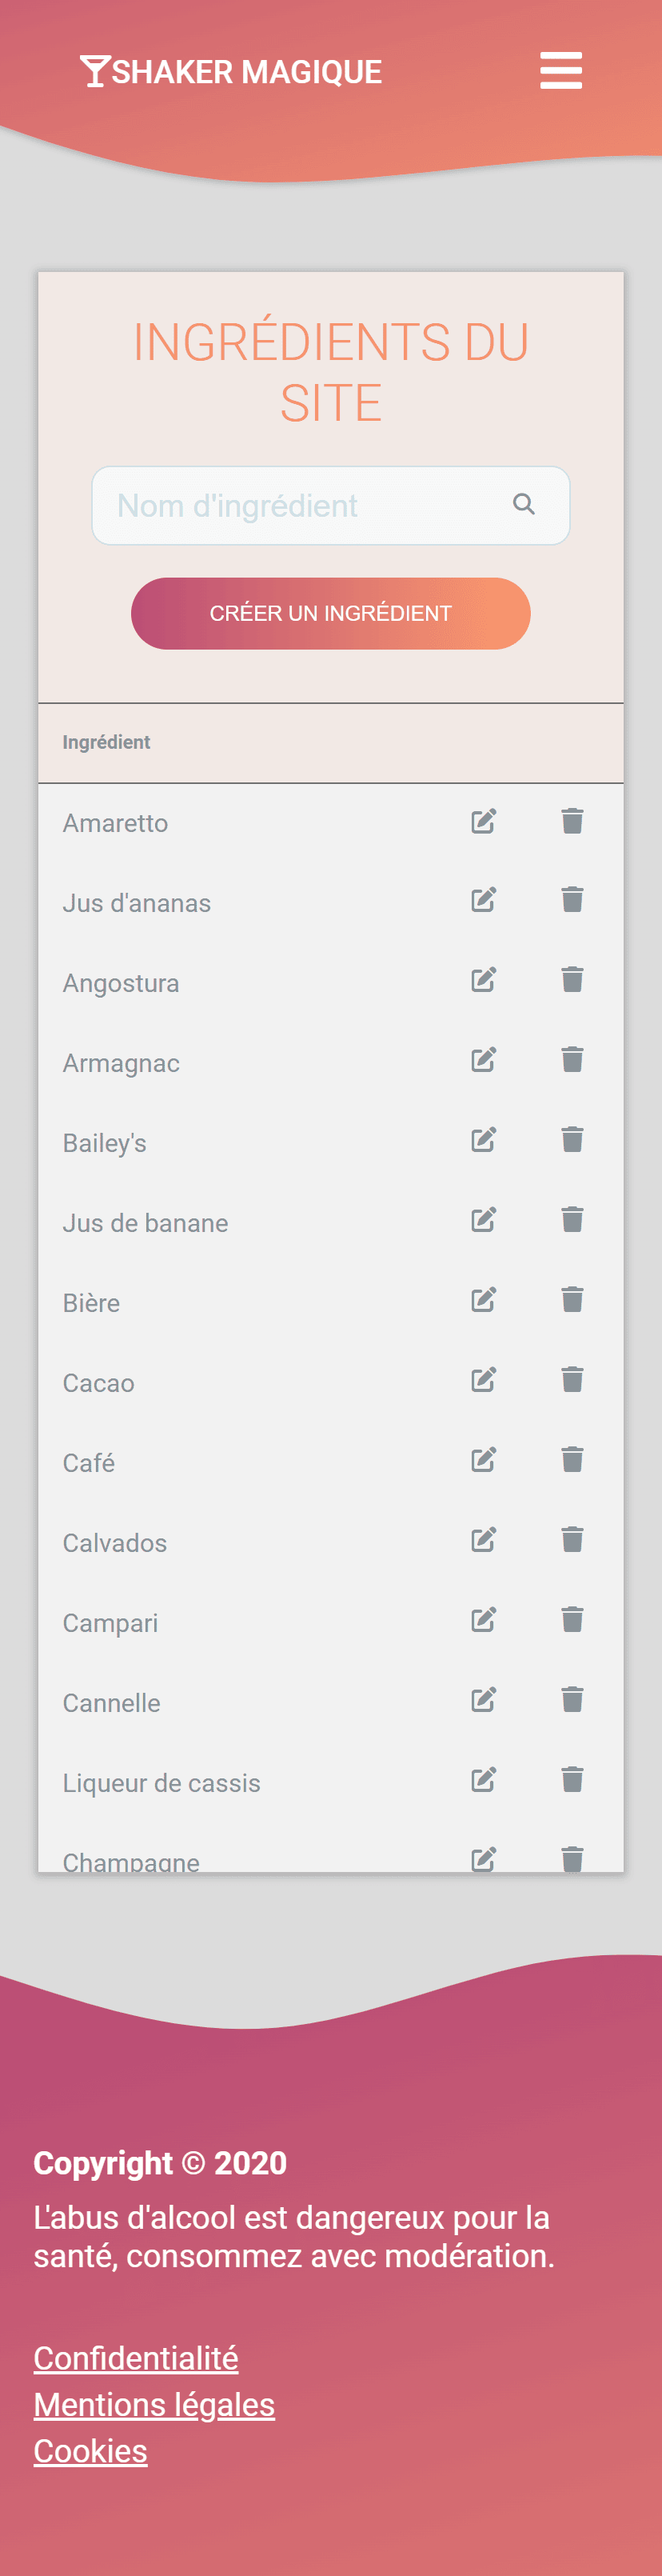 SHAKER MAGIQUE
INGRÉDIENTS DU
SITE
Nom d'ingrédient
CRÉER UN INGRÉDIENT
Ingrédient
Amaretto
Jus d'ananas
Angostura
Armagnac
Bailey's
Jus de banane
Bière
Cacao
Café
Calvados
Campari
Cannelle
Liqueur de cassis
Champagne
Copyright © 2020
L'abus d'alcool est dangereux pour la
santé, consommez avec modération.
Confidentialité
Mentions légales
Cookies